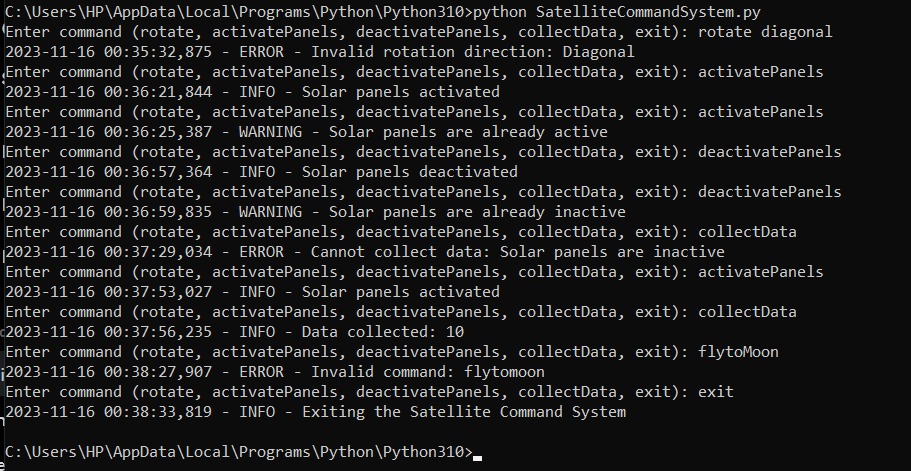 C:\Users\HP\AppData\Local\Programs\Python\Python310>python SatelliteCommandSystem.py
Enter command (rotate, activatePanels, deactivatePanels, collectData, exit): rotate diagonal
2023-11-16 00:35:32,875 - ERROR - Invalid rotation direction: Diagonal
Enter command (rotate, activatePanels, deactivatePanels, collectData, exit): activatePanels
2023-11-16 00:36:21,844 - INFO - Solar panels activated
Enter command (rotate, activatePanels, deactivatePanels, collectData, exit): activatePanels
2023-11-16 00:36:25,387 - WARNING - Solar panels are already active
Enter command (rotate, activatePanels, deactivatePanels, collectData, exit): deactivatePanels
2023-11-16 00:36:57,364 - INFO - Solar panels deactivated
Enter command (rotate, activatePanels, deactivatePanels, collectData, exit): deactivatePanels
2023-11-16 00:36:59,835 - WARNING - Solar panels are already inactive
Enter command (rotate, activatePanels, deactivatePanels, collectData, exit): collectData
2023-11-16 00:37:29,034 - ERROR - Cannot collect data: Solar panels are inactive
Enter command (rotate, activatePanels, deactivatePanels, collectData, exit): activatePanels
2023-11-16 00:37:53,027 - INFO - Solar panels activated
Enter command (rotate, activatePanels, deactivatePanels, collectData, exit): collectData
2023-11-16 00:37:56,235 - INFO - Data collected: 10
Enter command (rotate, activatePanels, deactivatePanels, collectData, exit): flytoMoon
2023-11-16 00:38:27,907 - ERROR - Invalid command: flytomoon
Enter command (rotate, activatePanels, deactivatePanels, collectData, exit): exit
2023-11-16 00:38:33,819 - INFO - Exiting the Satellite Command System
C:\Users\HP\AppData\Local\Programs\Python\Python310>